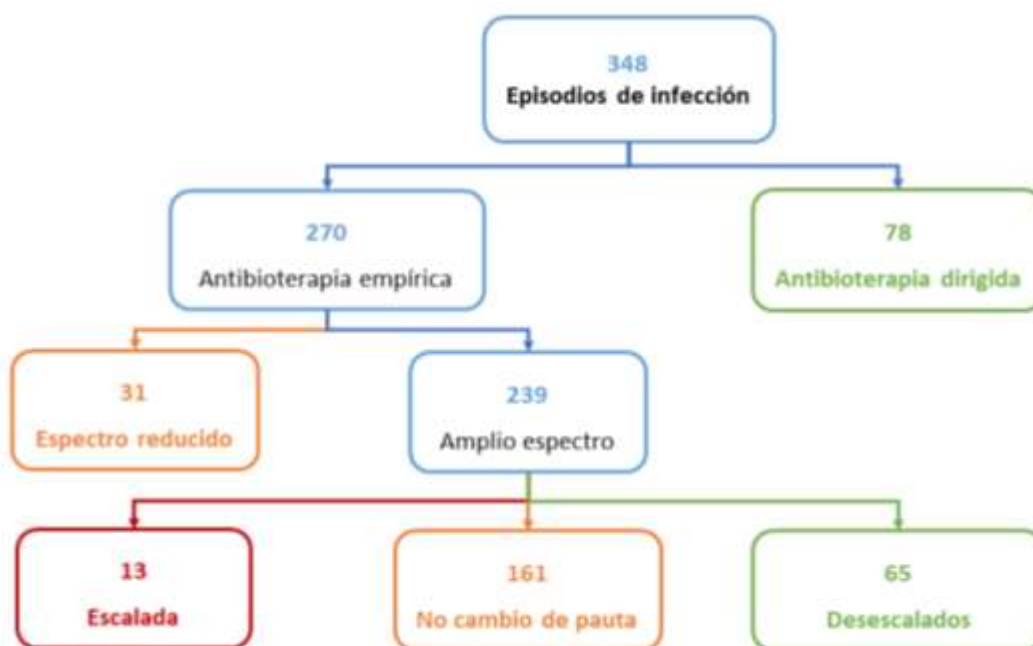 348
Episodios de infección
270
Antibioterapia empírica
78
Antibioterapia dirigida
31
Espectro reducido
239
Amplio espectro
13
Escalada
161
No cambio de pauta
65
Desescalados